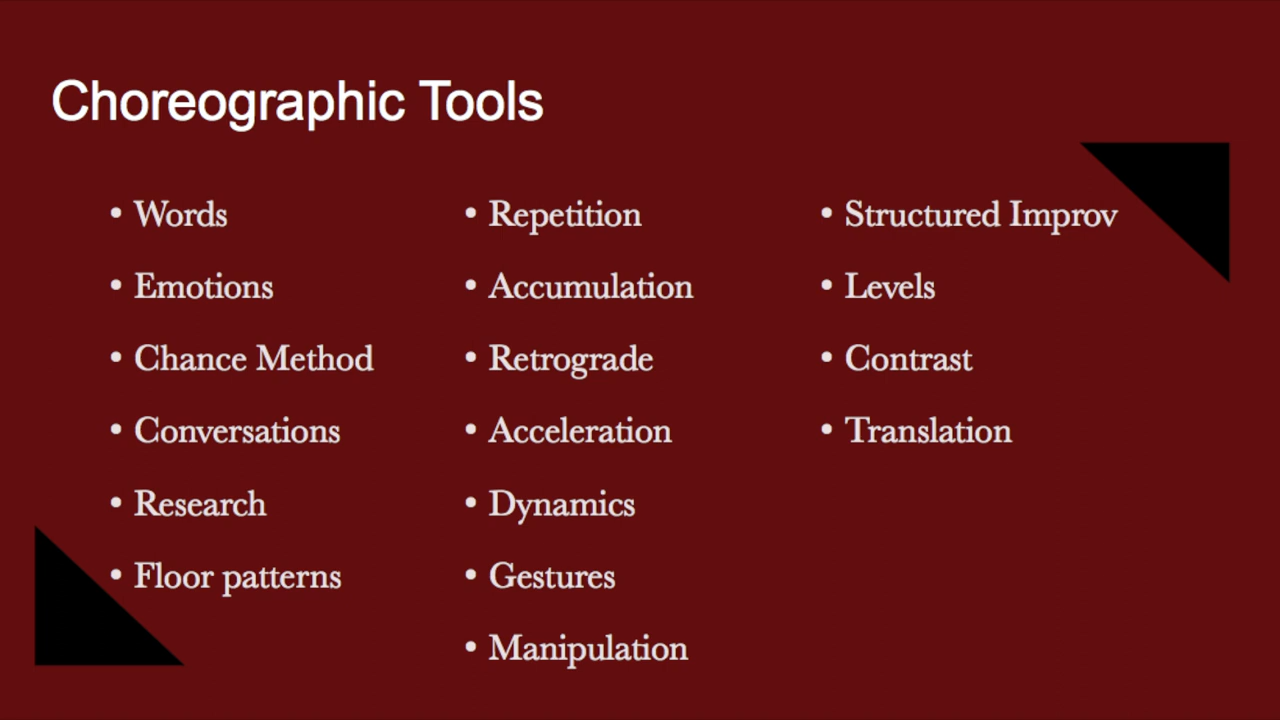 Choreographic Tools
• Words
• Emotions
• Chance Method
• Conversations
• Research
• Floor patterns
• Repetition
• Accumulation
• Retrograde
• Acceleration
• Dynamics
• Gestures
• Manipulation
• Structured Improv
• Levels
• Contrast
• Translation